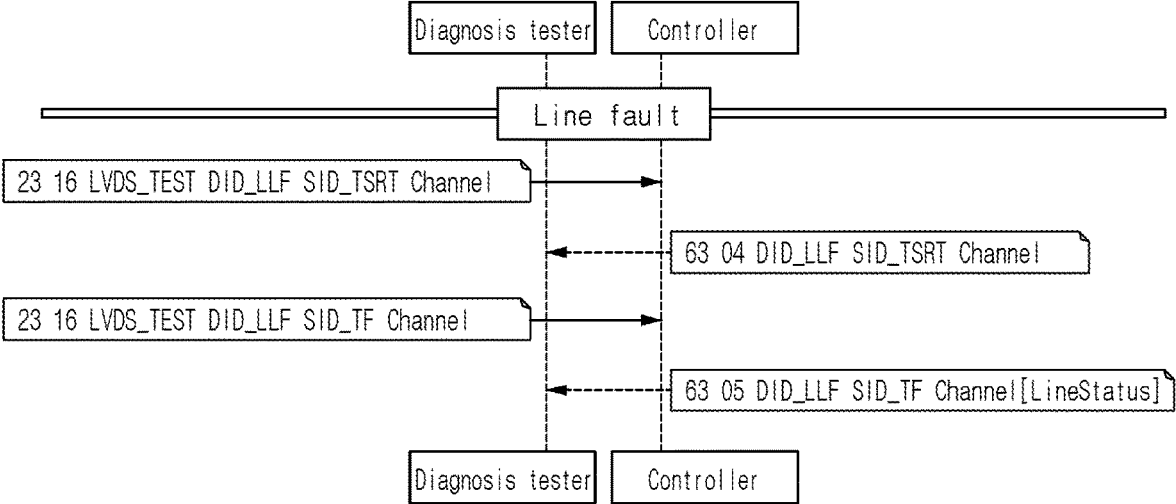 Diagnosis tester
Controller
Line fault
23 16 LVDS_TEST DID_LLF SID_TSRT Channel
63 04 DID_LLF SID_TSRT Channel
23 16 LVDS_TEST DID_LLF SID_TF Channel
63 05 DID_LLF SID_TF Channel[LineStatus]
Diagnosis tester
Controller